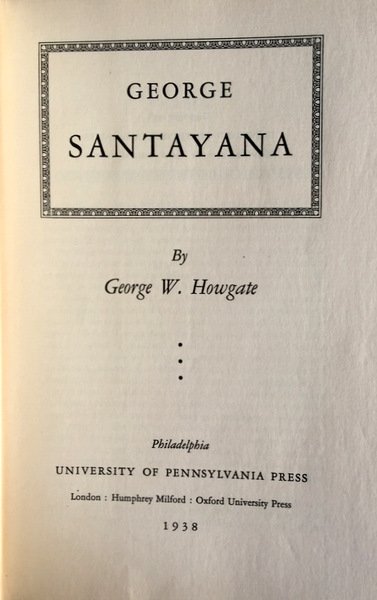 GEORGE
SANTAYANA
By
George W. Howgate
Philadelphia
UNIVERSITY OF PENNSYLVANIA PRESS
London : Humphrey Milford : Oxford University Press
1938